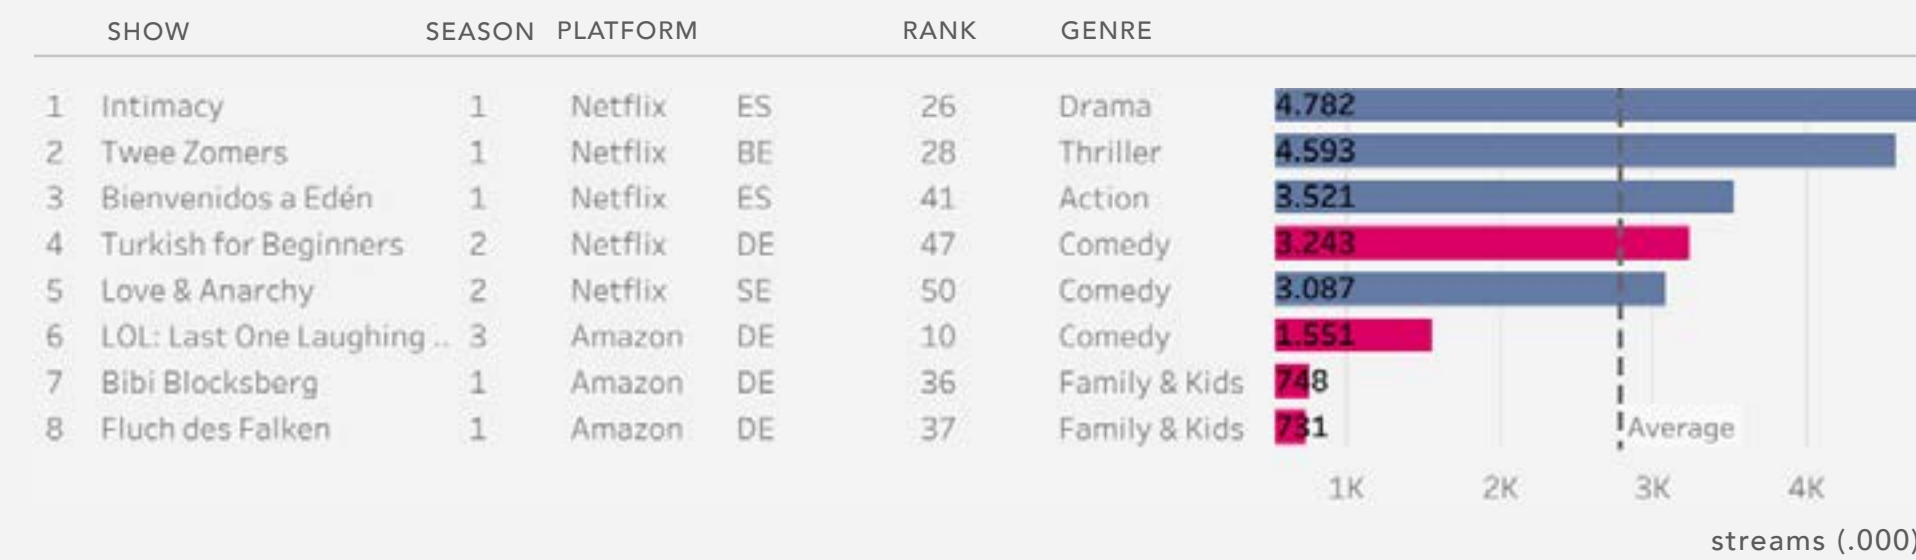 SHOW SEASON PLATFORM RANK GENRE
1 Intimacy 1 Netflix ES 26 Drama 4.782
2 Twee Zomers 1 Netflix BE 28 Thriller 4.593
3 Bienvenidos a Edén 1 Netflix ES 41 Action 3.521
4 Turkish for Beginners 2 Netflix DE 47 Comedy 3.243
5 Love & Anarchy 2 Netflix SE 50 Comedy 3.087
6 LOL: Last One Laughing .. 3 Amazon DE 10 Comedy 1.551
7 Bibi Blocksberg 1 Amazon DE 36 Family & Kids 748
8 Fluch des Falken 1 Amazon DE 37 Family & Kids 731 Average
1K 2K 3K 4K
streams (.000)